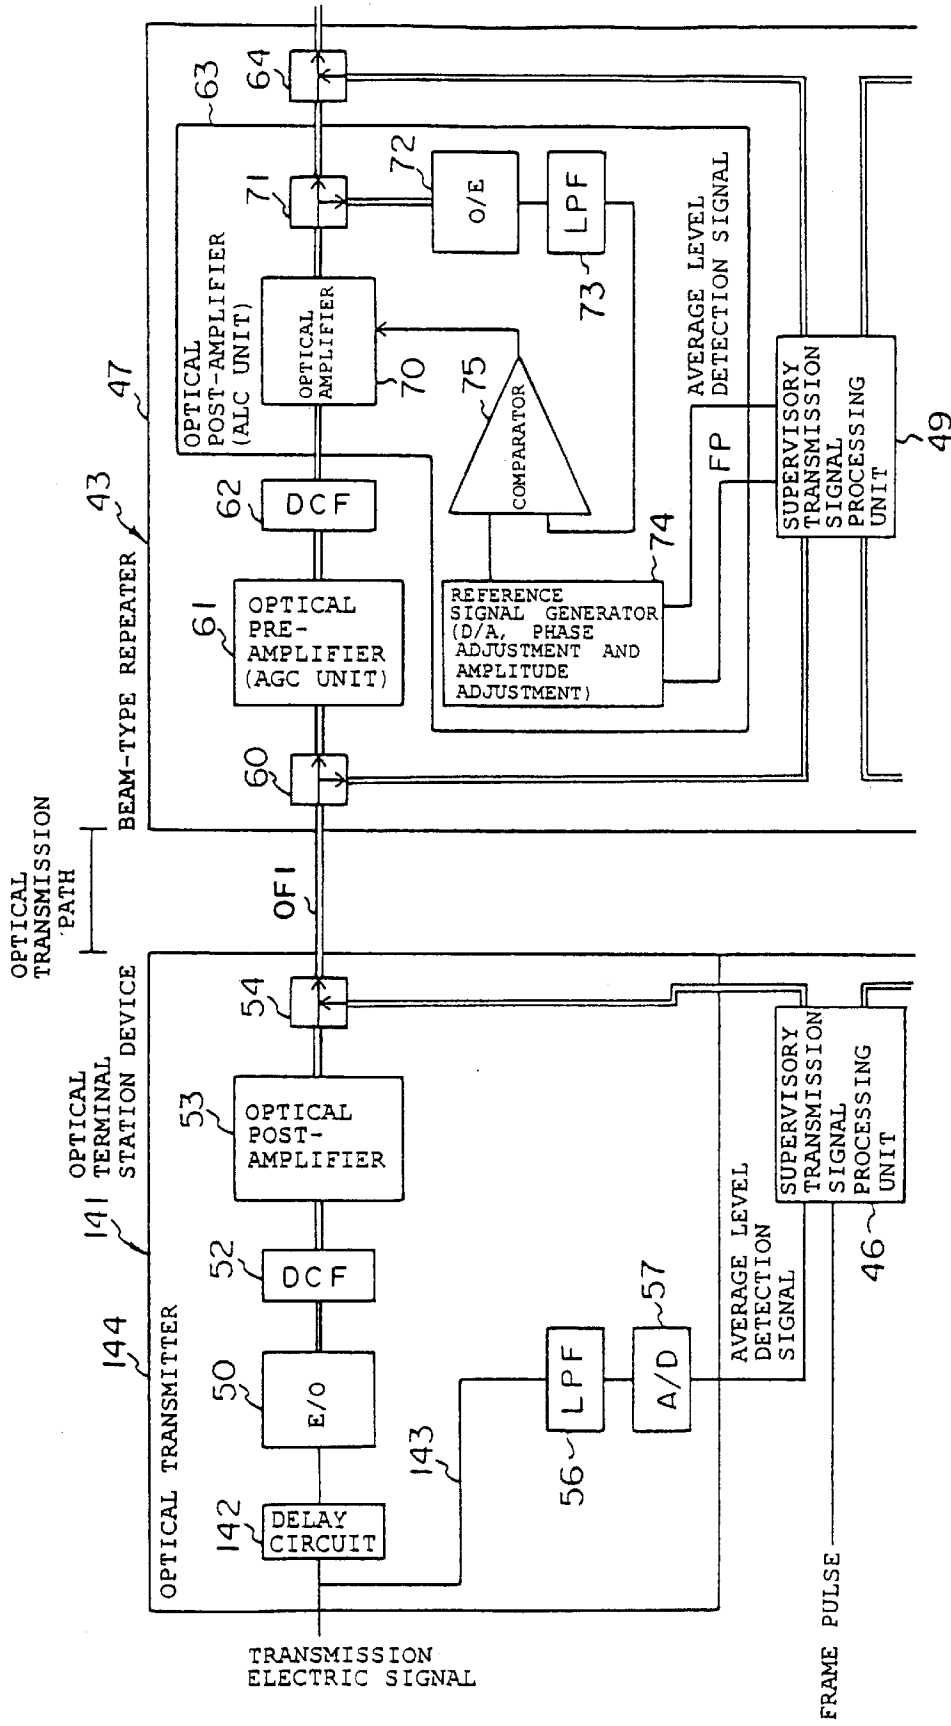 OPTICAL
TRANSMISSION
PATH
141
OPTICAL
TERMINAL
STATION DEVICE
144
OPTICAL TRANSMITTER
TRANSMISSION
ELECTRIC SIGNAL
142
DELAY
CIRCUIT
50
E/O
52
DCF
53
OPTICAL
POST-
AMPLIFIER
54
OF1
143
56
LPF
57
A/D
AVERAGE LEVEL
DETECTION
SIGNAL
FRAME PULSE
SUPERVISORY
TRANSMISSION
SIGNAL
PROCESSING
UNIT
46
BEAM-TYPE REPEATER
43
47
60
61
OPTICAL
PRE-
AMPLIFIER
(AGC UNIT)
62
DCF
OPTICAL
POST-AMPLIFIER
(ALC UNIT)
63
OPTICAL
AMPLIFIER
70
71
64
72
O/E
LPF
73
75
COMPARATOR
REFERENCE
SIGNAL GENERATOR
(D/A, PHASE
ADJUSTMENT AND
AMPLITUDE
ADJUSTMENT)
74
AVERAGE LEVEL
DETECTION SIGNAL
FP
SUPERVISORY
TRANSMISSION
SIGNAL
PROCESSING
UNIT
49